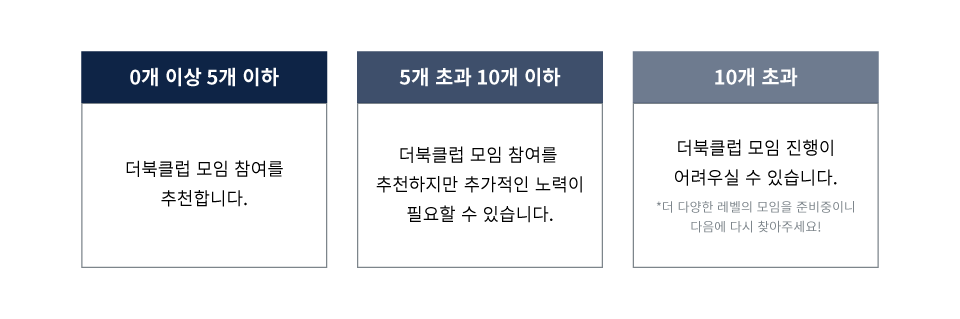 0개 이상 5개 이하
더북클럽 모임 참여를
추천합니다.
5개 초과 10개 이하
더북클럽 모임 참여를
추천하지만 추가적인 노력이
필요할 수 있습니다.
10개 초과
더북클럽 모임 진행이
어려우실 수 있습니다.
*더 다양한 레벨의 모임을 준비중이니
다음에 다시 찾아주세요!